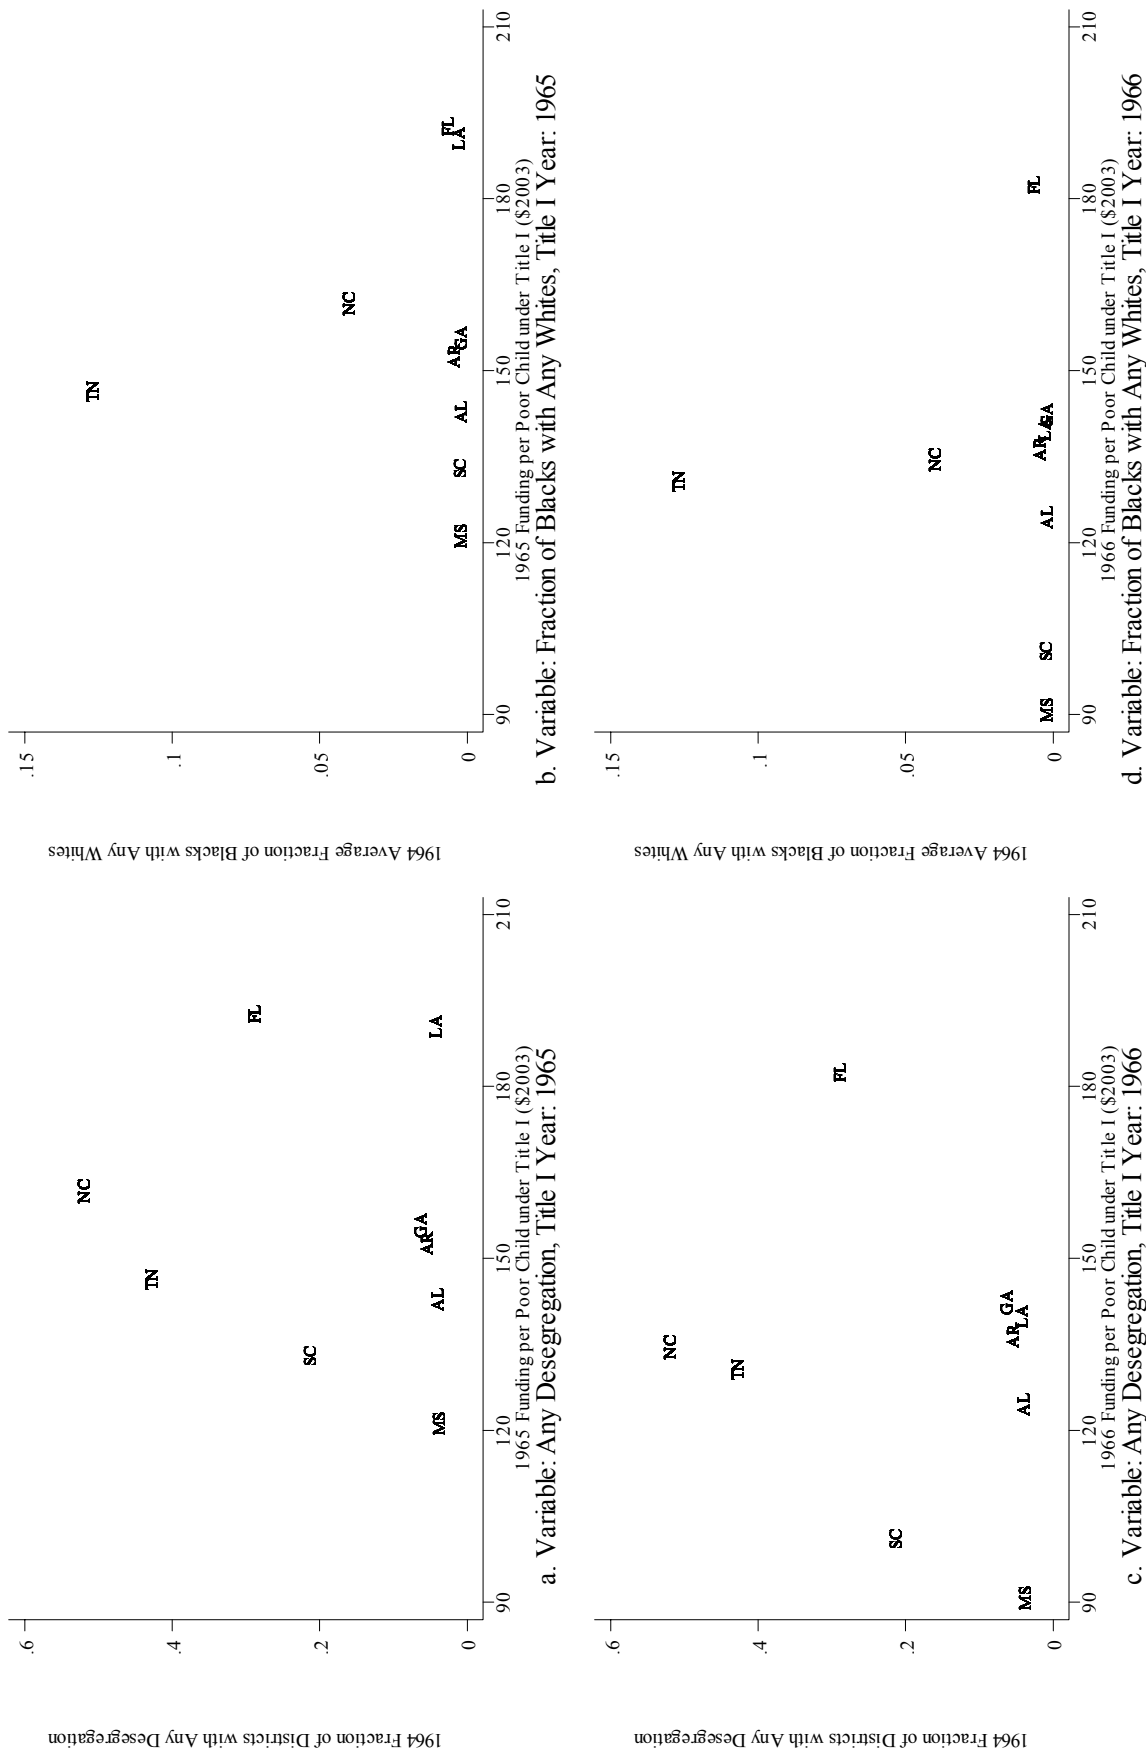 1964 Fraction of Districts with Any Desegregation
.6
.4
.2
0
NC
TN
FL
SC
GA
AR
AL
LA
MS
90
120
150
180
210
1965 Funding per Poor Child under Title I ($2003)
a. Variable: Any Desegregation, Title I Year: 1965
1964 Average Fraction of Blacks with Any Whites
.15
.1
.05
0
TN
NC
FL
LA
AR
GA
AL
SC
MS
90
120
150
180
210
1965 Funding per Poor Child under Title I ($2003)
b. Variable: Fraction of Blacks with Any Whites, Title I Year: 1965
1964 Fraction of Districts with Any Desegregation
.6
.4
.2
0
NC
TN
FL
SC
GA
AR
LA
AL
MS
90
120
150
180
210
1966 Funding per Poor Child under Title I ($2003)
c. Variable: Any Desegregation, Title I Year: 1966
1964 Average Fraction of Blacks with Any Whites
.15
.1
.05
0
TN
NC
FL
AR
LA
GA
AL
SC
MS
90
120
150
180
210
1966 Funding per Poor Child under Title I ($2003)
d. Variable: Fraction of Blacks with Any Whites, Title I Year: 1966